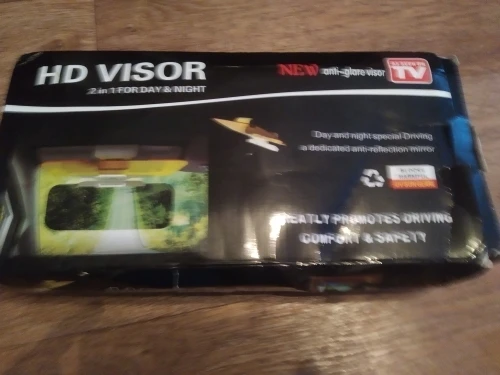 HD VISOR
2 in 1 FOR DAY & NIGHT
NEW anti-glare visor
TV
Day and night special Driving
a dedicated anti-reflection mirror
EATLY PROMOTES DRIVING
COMFORT & SAFETY